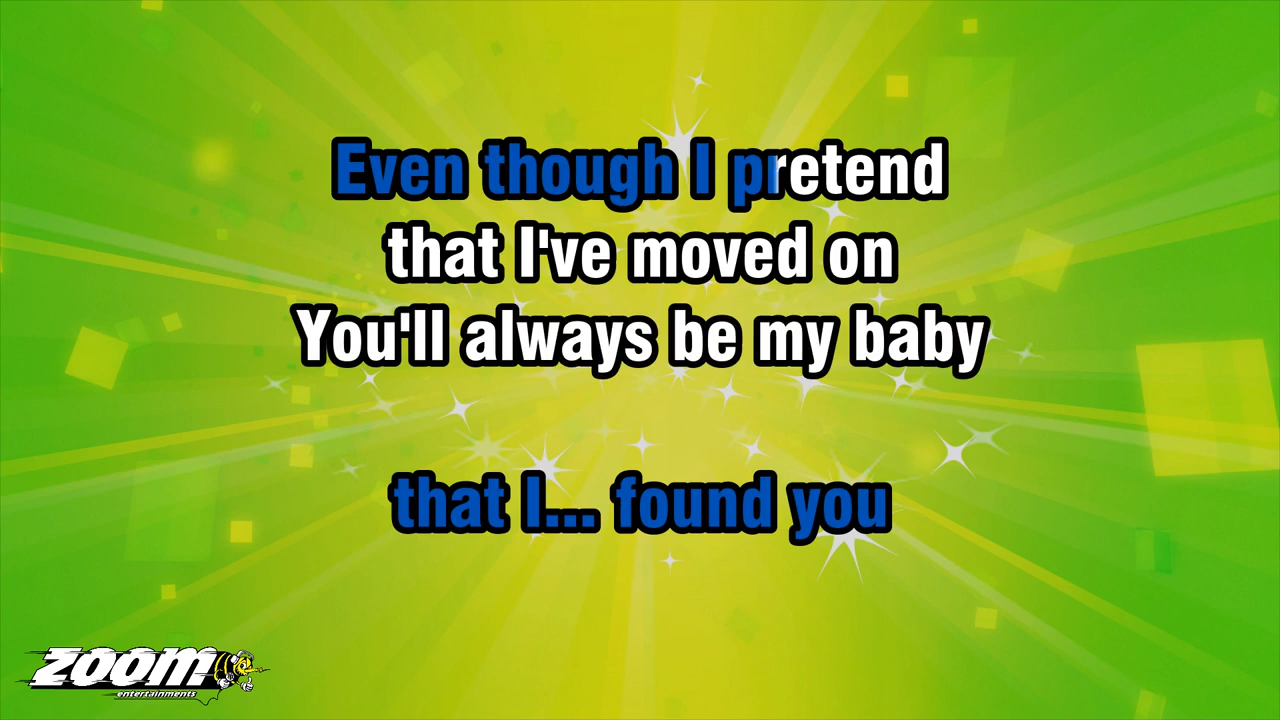 Even though I pretend
that I've moved on
You'll always be my baby
that I... found you
zoom
entertainments